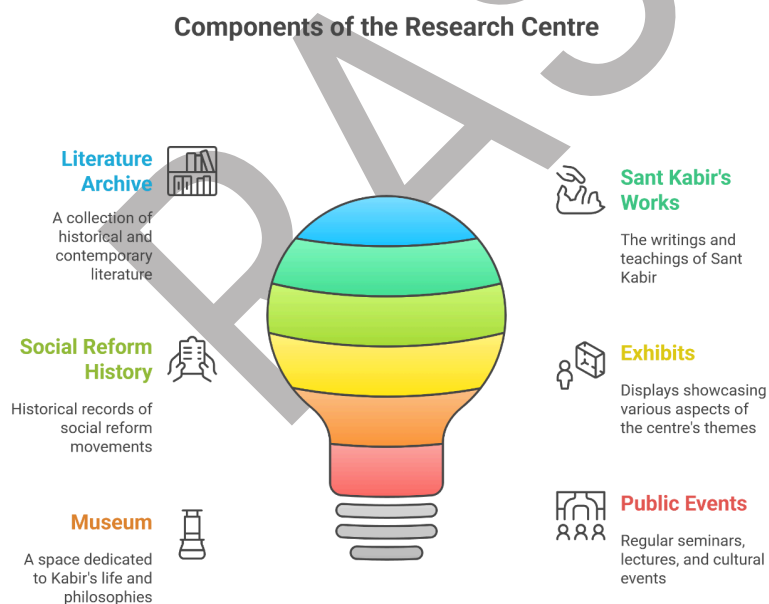 Components of the Research Centre
Literature
Archive
A collection of
historical and
contemporary
literature
Sant Kabir's
Works
The writings and
teachings of Sant
Kabir
Social Reform
History
Historical records of
social reform
movements
Exhibits
Displays showcasing
various aspects of
the centre's themes
Museum
A space dedicated
to Kabir's life and
philosophies
Public Events
Regular seminars,
lectures, and cultural
events
PAS